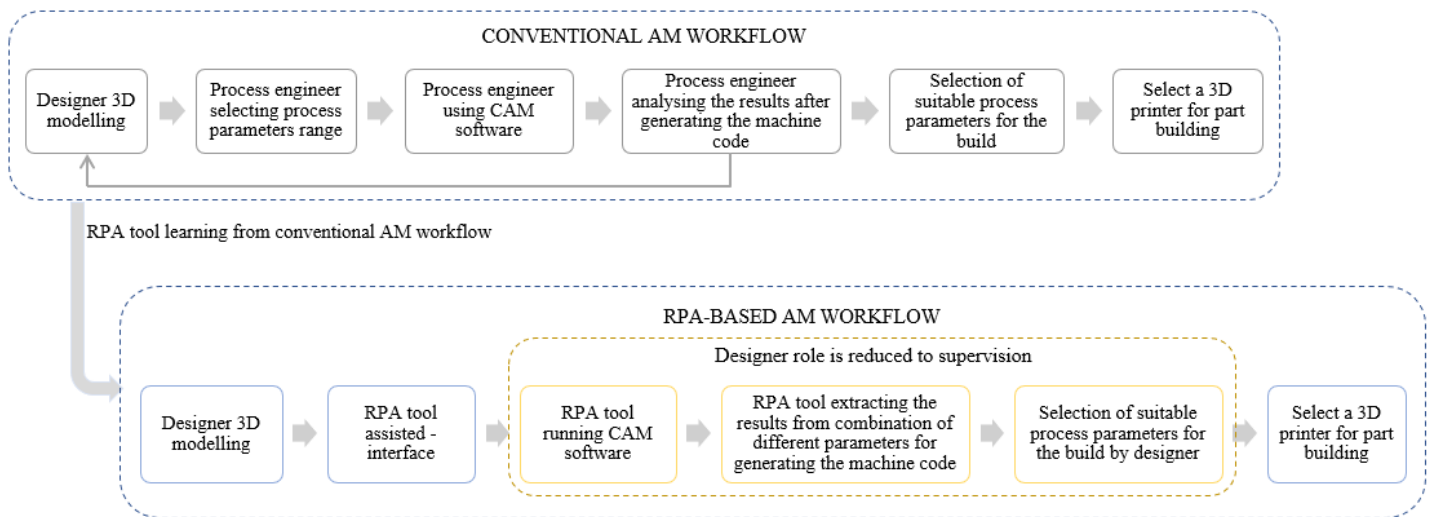 CONVENTIONAL AM WORKFLOW
Designer 3D
modelling
Process engineer
selecting process
parameters range
Process engineer
using CAM
software
Process engineer
analysing the results after
generating the machine
code
Selection of
suitable process
parameters for the
build
Select a 3D
printer for part
building
RPA tool learning from conventional AM workflow
RPA-BASED AM WORKFLOW
Designer role is reduced to supervision
Designer 3D
modelling
RPA tool
assisted -
interface
RPA tool
running CAM
software
RPA tool extracting the
results from combination of
different parameters for
generating the machine code
Selection of suitable
process parameters for
the build by designer
Select a 3D
printer for part
building